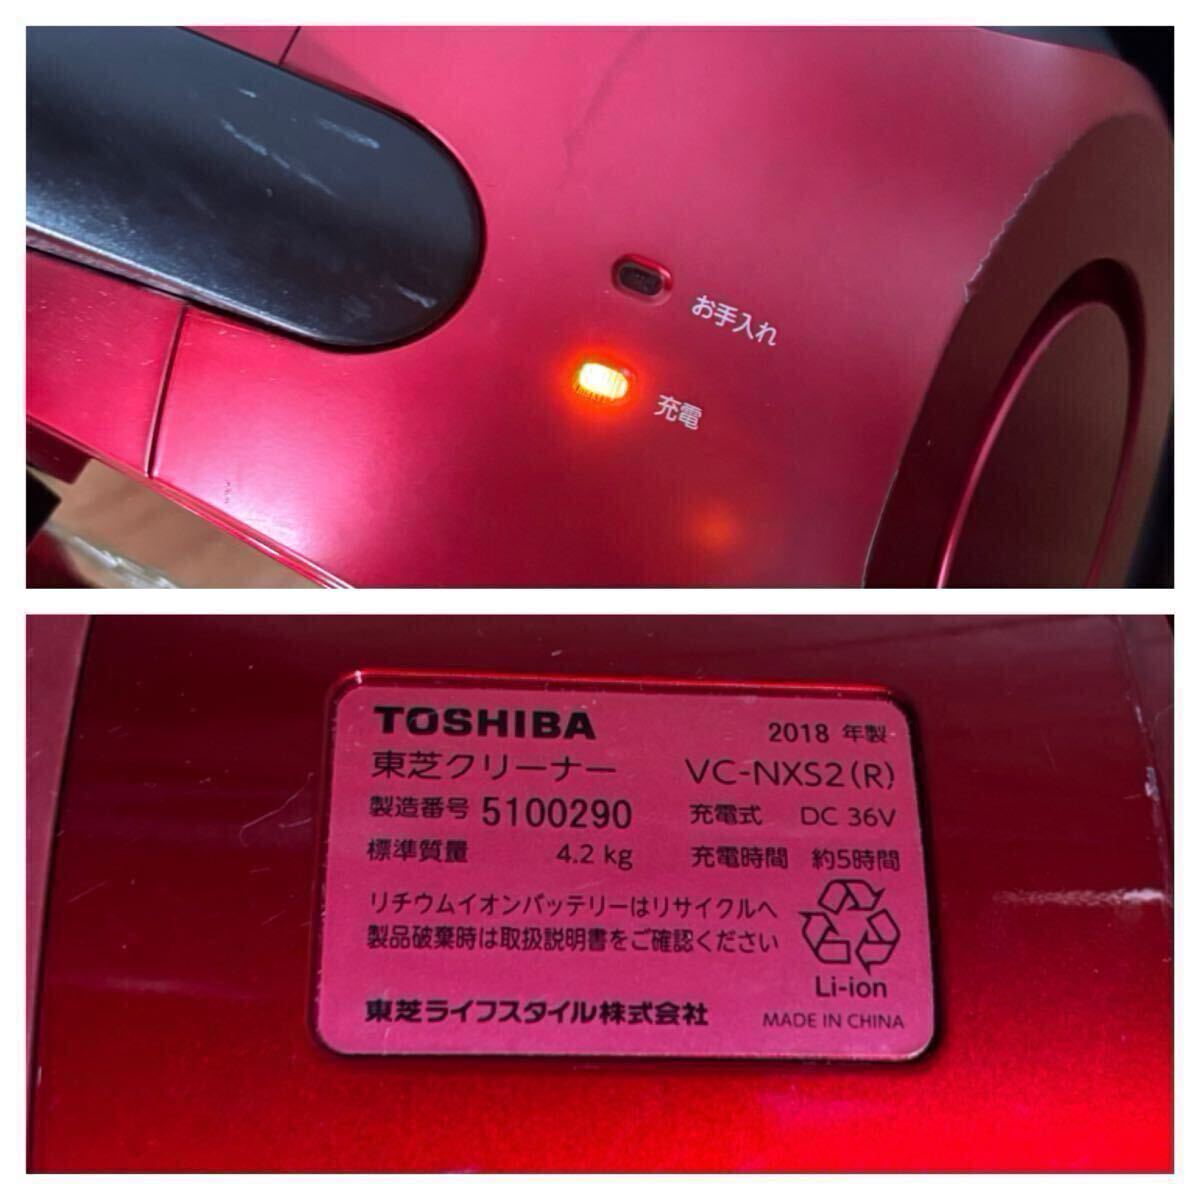 お手入れ
充電
TOSHIBA 2018 年製
東芝クリーナー VC-NXS2(R)
製造番号 5100290 充電式 DC 36V
標準質量 4.2 kg 充電時間 約5時間
リチウムイオンバッテリーはリサイクルへ
製品破棄時は取扱説明書をご確認ください
Li-ion
東芝ライフスタイル株式会社 MADE IN CHINA